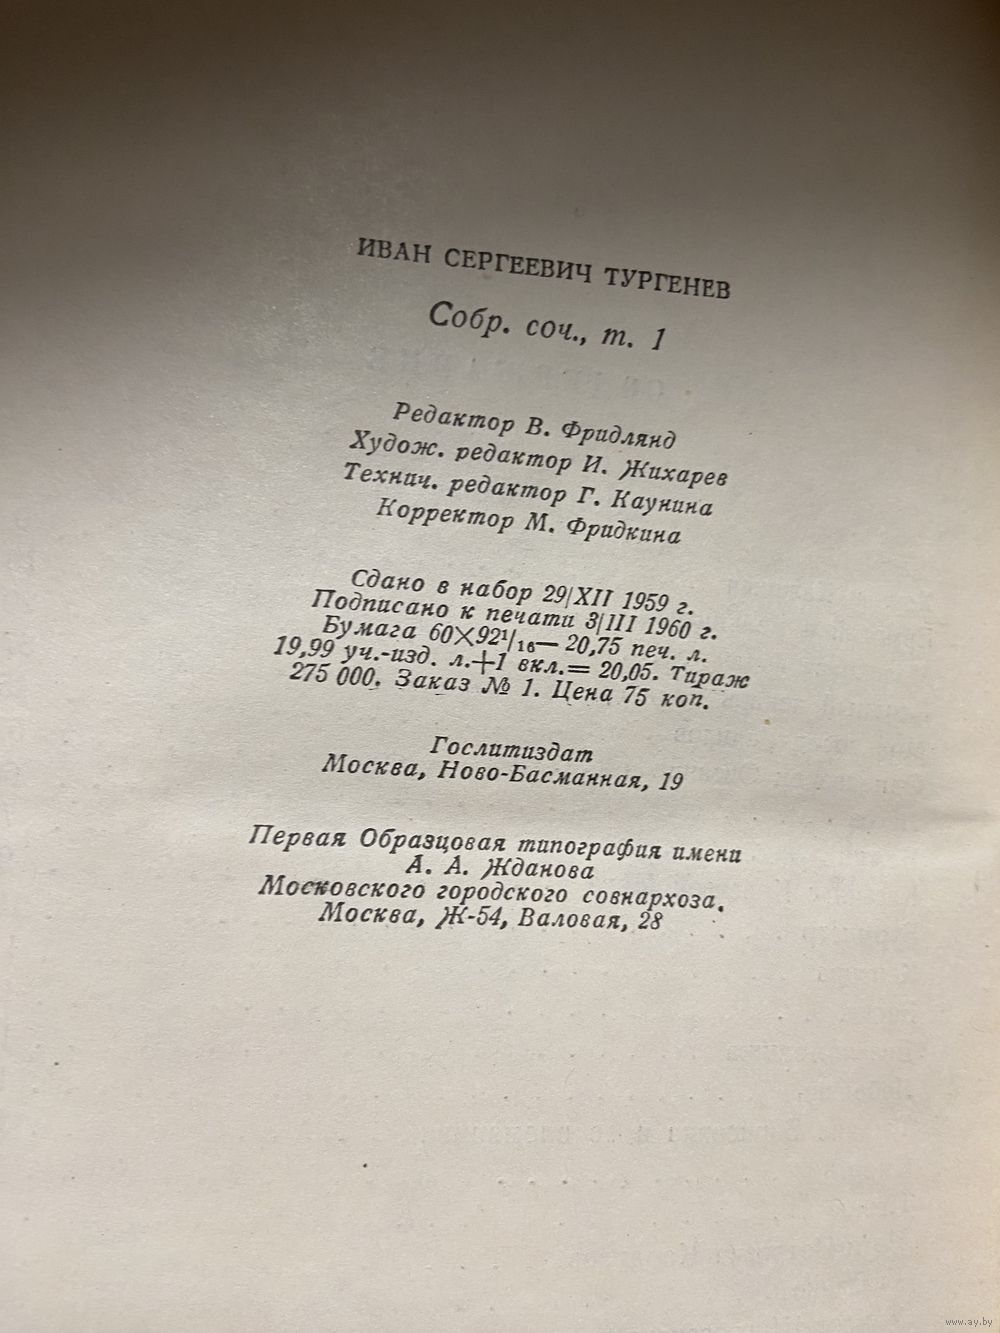 ИВАН СЕРГЕЕВИЧ ТУРГЕНЕВ
Собр. соч., т. 1
Редактор В. Фридлянд
Худож. редактор И. Жихарев
Технич. редактор Г. Каунина
Корректор М. Фридкина
Сдано в набор 29/XII 1959 г.
Подписано к печати 3/III 1960 г.
Бумага 60×92¹/₁₆— 20,75 печ. л.
19,99 уч.-изд. л.+1 вкл.= 20,05. Тираж
275 000. Заказ № 1. Цена 75 коп.
Гослитиздат
Москва, Ново-Басманная, 19
Первая Образцовая типография имени
А. А. Жданова
Московского городского совнархоза.
Москва, Ж-54, Валовая, 28
www.ay.by